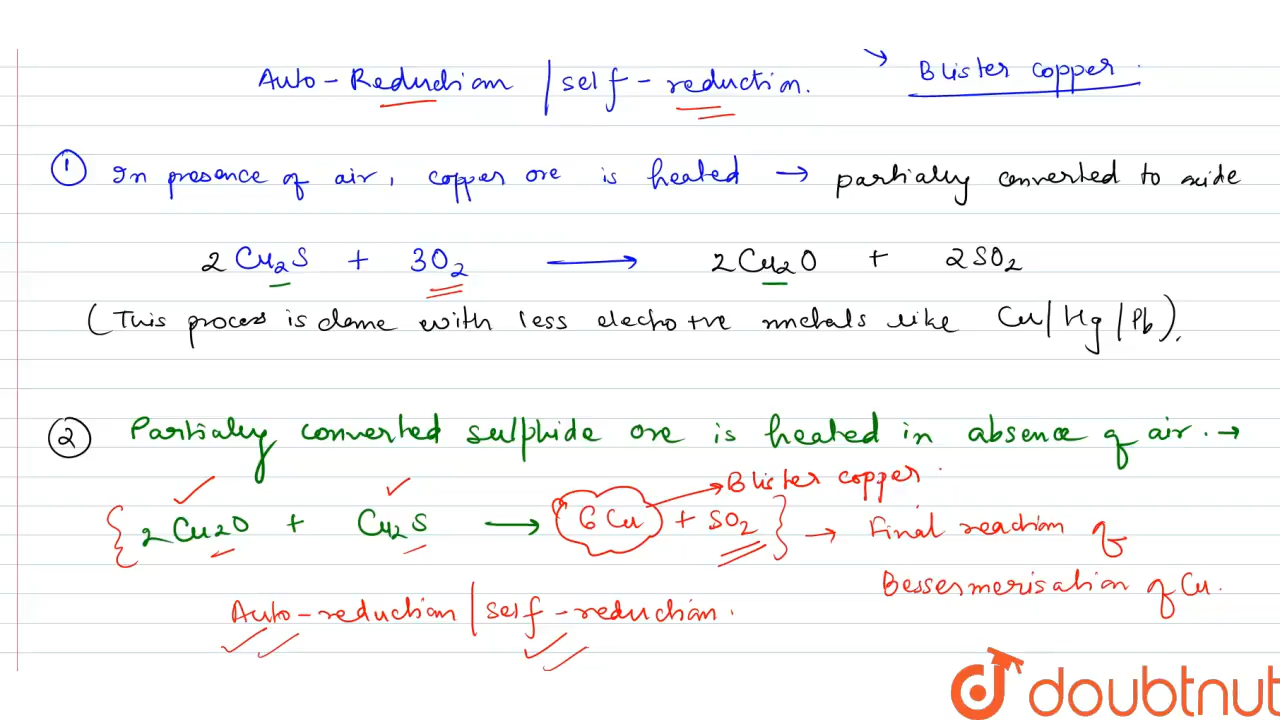 Auto-Reduction / self-reduction. → Blister copper.
① In presence of air, copper ore is heated → partially converted to oxide
2 Cu₂S + 3O₂ ⟶ 2Cu₂O + 2SO₂
(This process is done with less electro +ve metals like Cu/Hg/Pb).
② Partially converted sulphide ore is heated in absence of air. →
→ Blister copper.
{ 2Cu₂O + Cu₂S ⟶ 6Cu + SO₂ } → Final reaction of
Bessermerisation of Cu.
Auto-reduction / self-reduction.
doubtnut